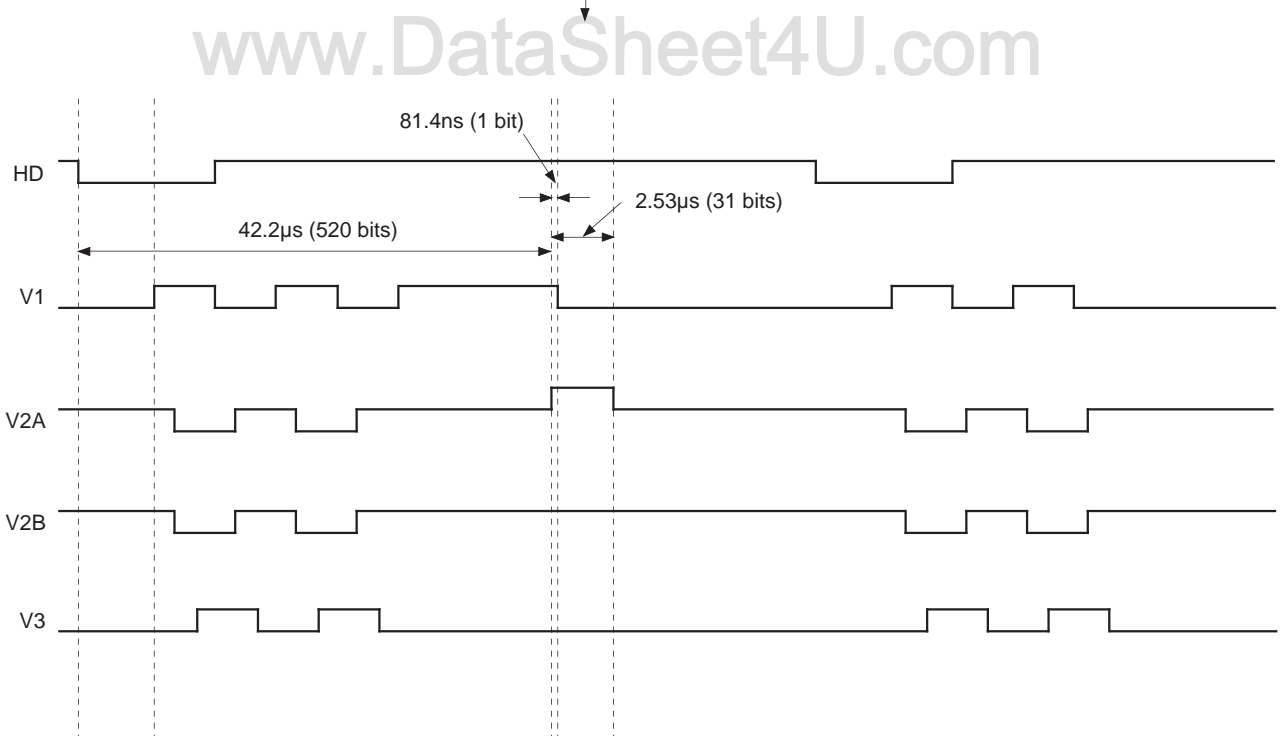 www.DataSheet4U.com
81.4ns (1 bit)
HD
2.53μs (31 bits)
42.2μs (520 bits)
V1
V2A
V2B
V3